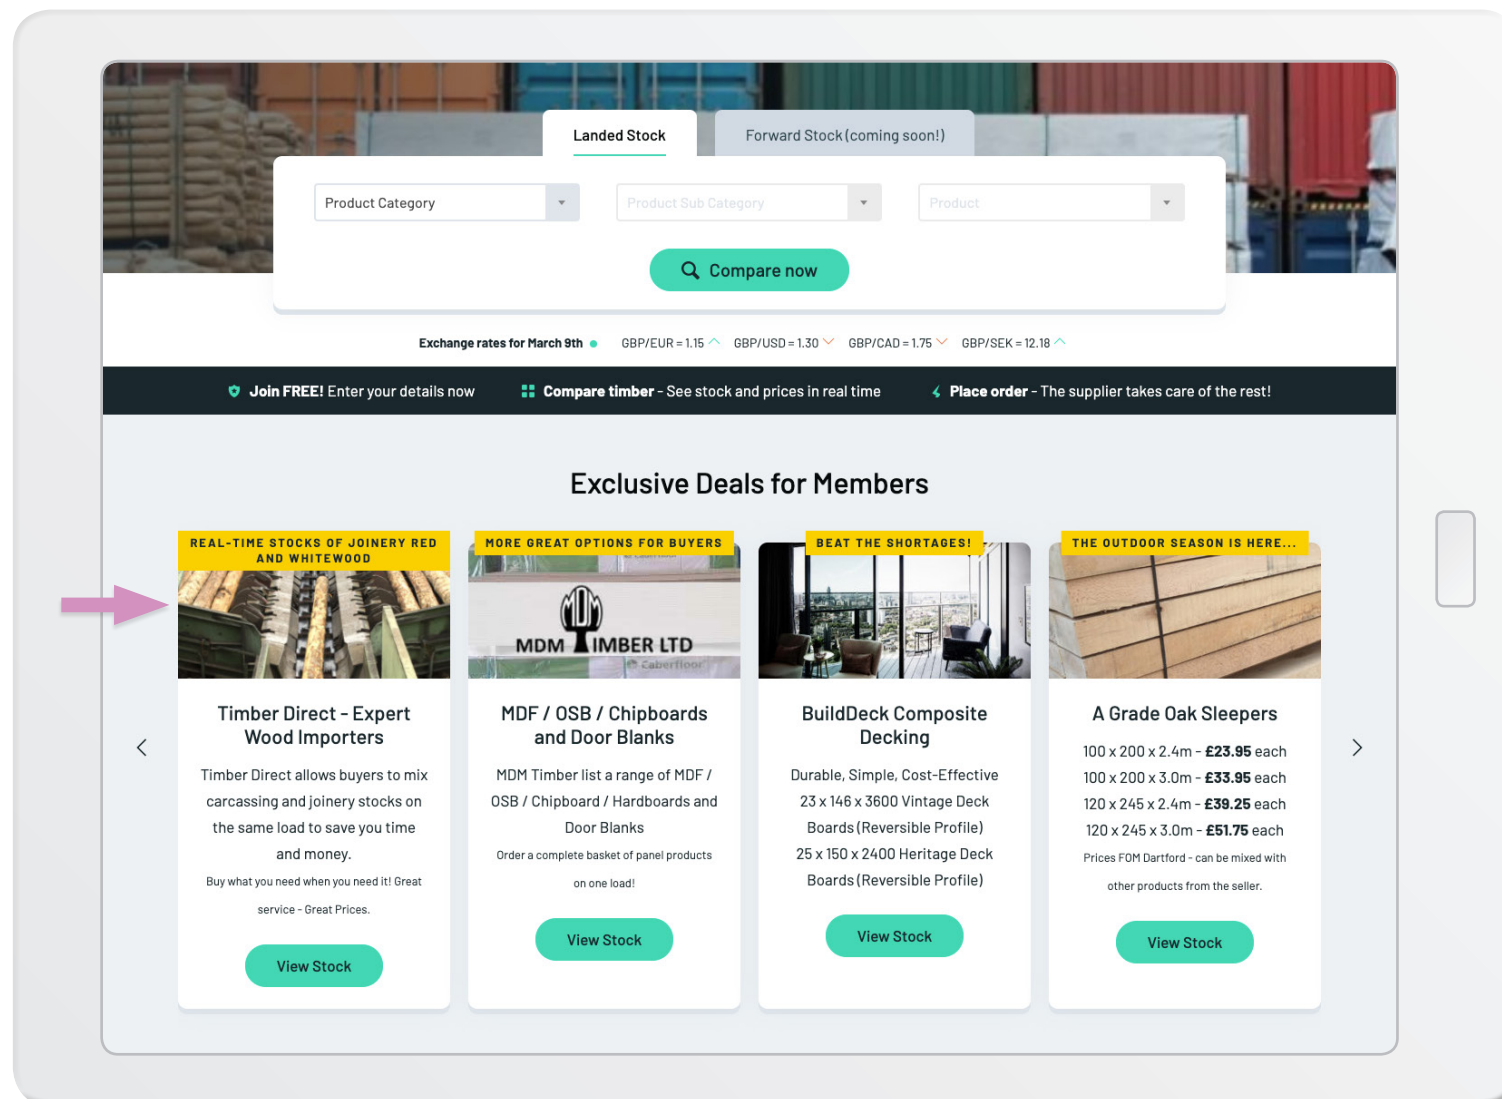 Landed Stock
Forward Stock (coming soon!)
Product Category
Product Sub Category
Product
Compare now
Exchange rates for March 9th
GBP/EUR = 1.15
GBP/USD = 1.30
GBP/CAD = 1.75
GBP/SEK = 12.18
Join FREE! Enter your details now
Compare timber - See stock and prices in real time
Place order - The supplier takes care of the rest!
Exclusive Deals for Members
REAL-TIME STOCKS OF JOINERY RED
AND WHITEWOOD
Timber Direct - Expert
Wood Importers
Timber Direct allows buyers to mix
carcassing and joinery stocks on
the same load to save you time
and money.
Buy what you need when you need it! Great
service - Great Prices.
View Stock
MORE GREAT OPTIONS FOR BUYERS
MDM
MDM TIMBER LTD
Caberfloor
MDF / OSB / Chipboards
and Door Blanks
MDM Timber list a range of MDF /
OSB / Chipboard / Hardboards and
Door Blanks
Order a complete basket of panel products
on one load!
View Stock
BEAT THE SHORTAGES!
BuildDeck Composite
Decking
Durable, Simple, Cost-Effective
23 x 146 x 3600 Vintage Deck
Boards (Reversible Profile)
25 x 150 x 2400 Heritage Deck
Boards (Reversible Profile)
View Stock
THE OUTDOOR SEASON IS HERE...
A Grade Oak Sleepers
100 x 200 x 2.4m - £23.95 each
100 x 200 x 3.0m - £33.95 each
120 x 245 x 2.4m - £39.25 each
120 x 245 x 3.0m - £51.75 each
Prices FOM Dartford - can be mixed with
other products from the seller.
View Stock